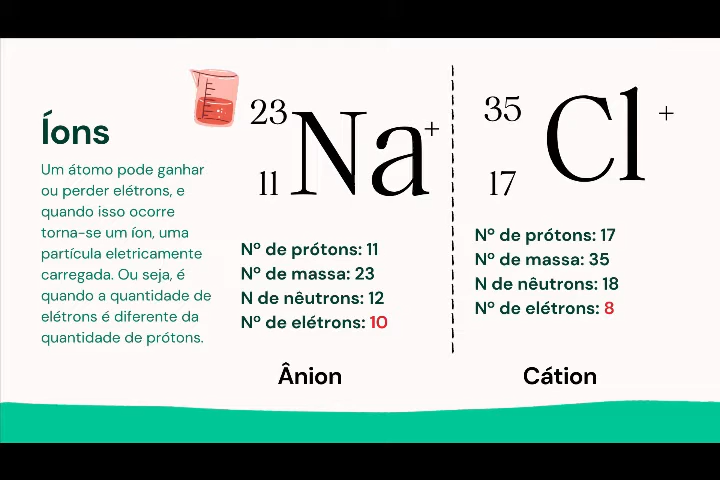 Íons
Um átomo pode ganhar
ou perder elétrons, e
quando isso ocorre
torna-se um íon, uma
partícula eletricamente
carregada. Ou seja, é
quando a quantidade de
elétrons é diferente da
quantidade de prótons.
23
Na+
11
Nº de prótons: 11
Nº de massa: 23
N de nêutrons: 12
Nº de elétrons: 10
Ânion
35
Cl+
17
Nº de prótons: 17
Nº de massa: 35
N de nêutrons: 18
Nº de elétrons: 8
Cátion